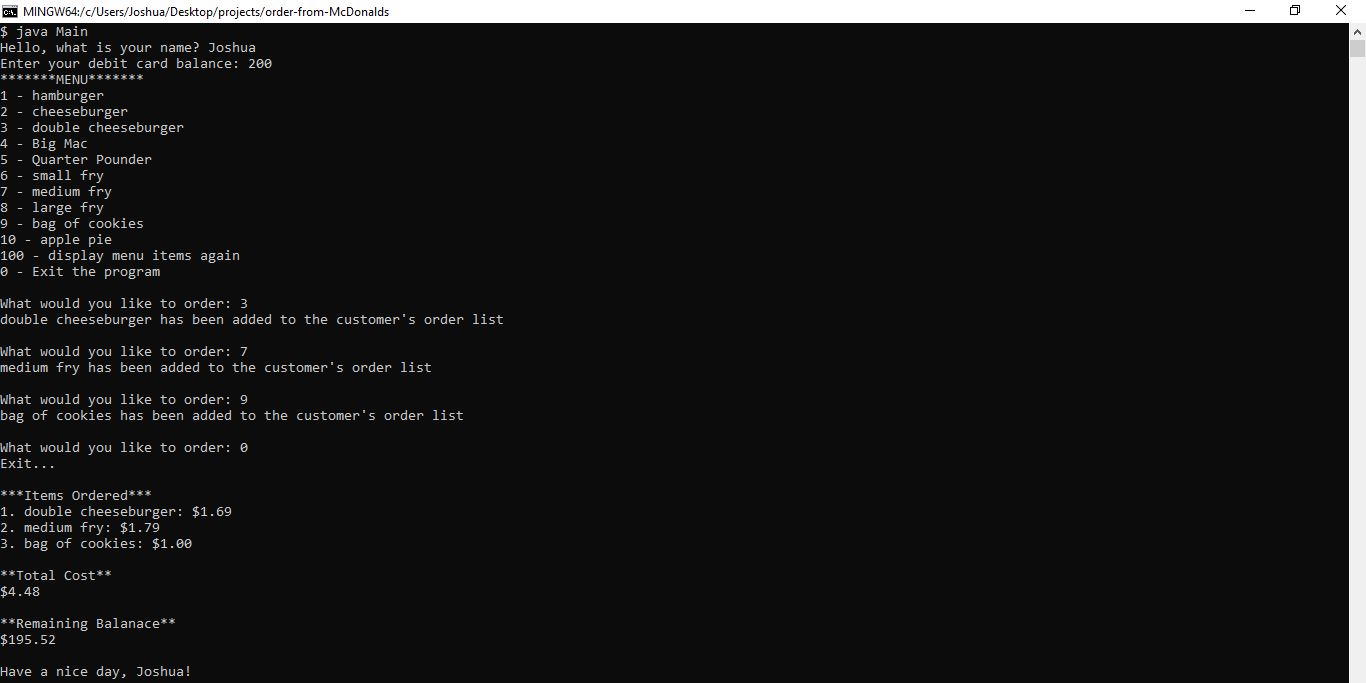 MINGW64:/c/Users/Joshua/Desktop/projects/order-from-McDonalds
$ java Main
Hello, what is your name? Joshua
Enter your debit card balance: 200
*******MENU*******
1 - hamburger
2 - cheeseburger
3 - double cheeseburger
4 - Big Mac
5 - Quarter Pounder
6 - small fry
7 - medium fry
8 - large fry
9 - bag of cookies
10 - apple pie
100 - display menu items again
0 - Exit the program
What would you like to order: 3
double cheeseburger has been added to the customer's order list
What would you like to order: 7
medium fry has been added to the customer's order list
What would you like to order: 9
bag of cookies has been added to the customer's order list
What would you like to order: 0
Exit...
***Items Ordered***
1. double cheeseburger: $1.69
2. medium fry: $1.79
3. bag of cookies: $1.00
**Total Cost**
$4.48
**Remaining Balanace**
$195.52
Have a nice day, Joshua!